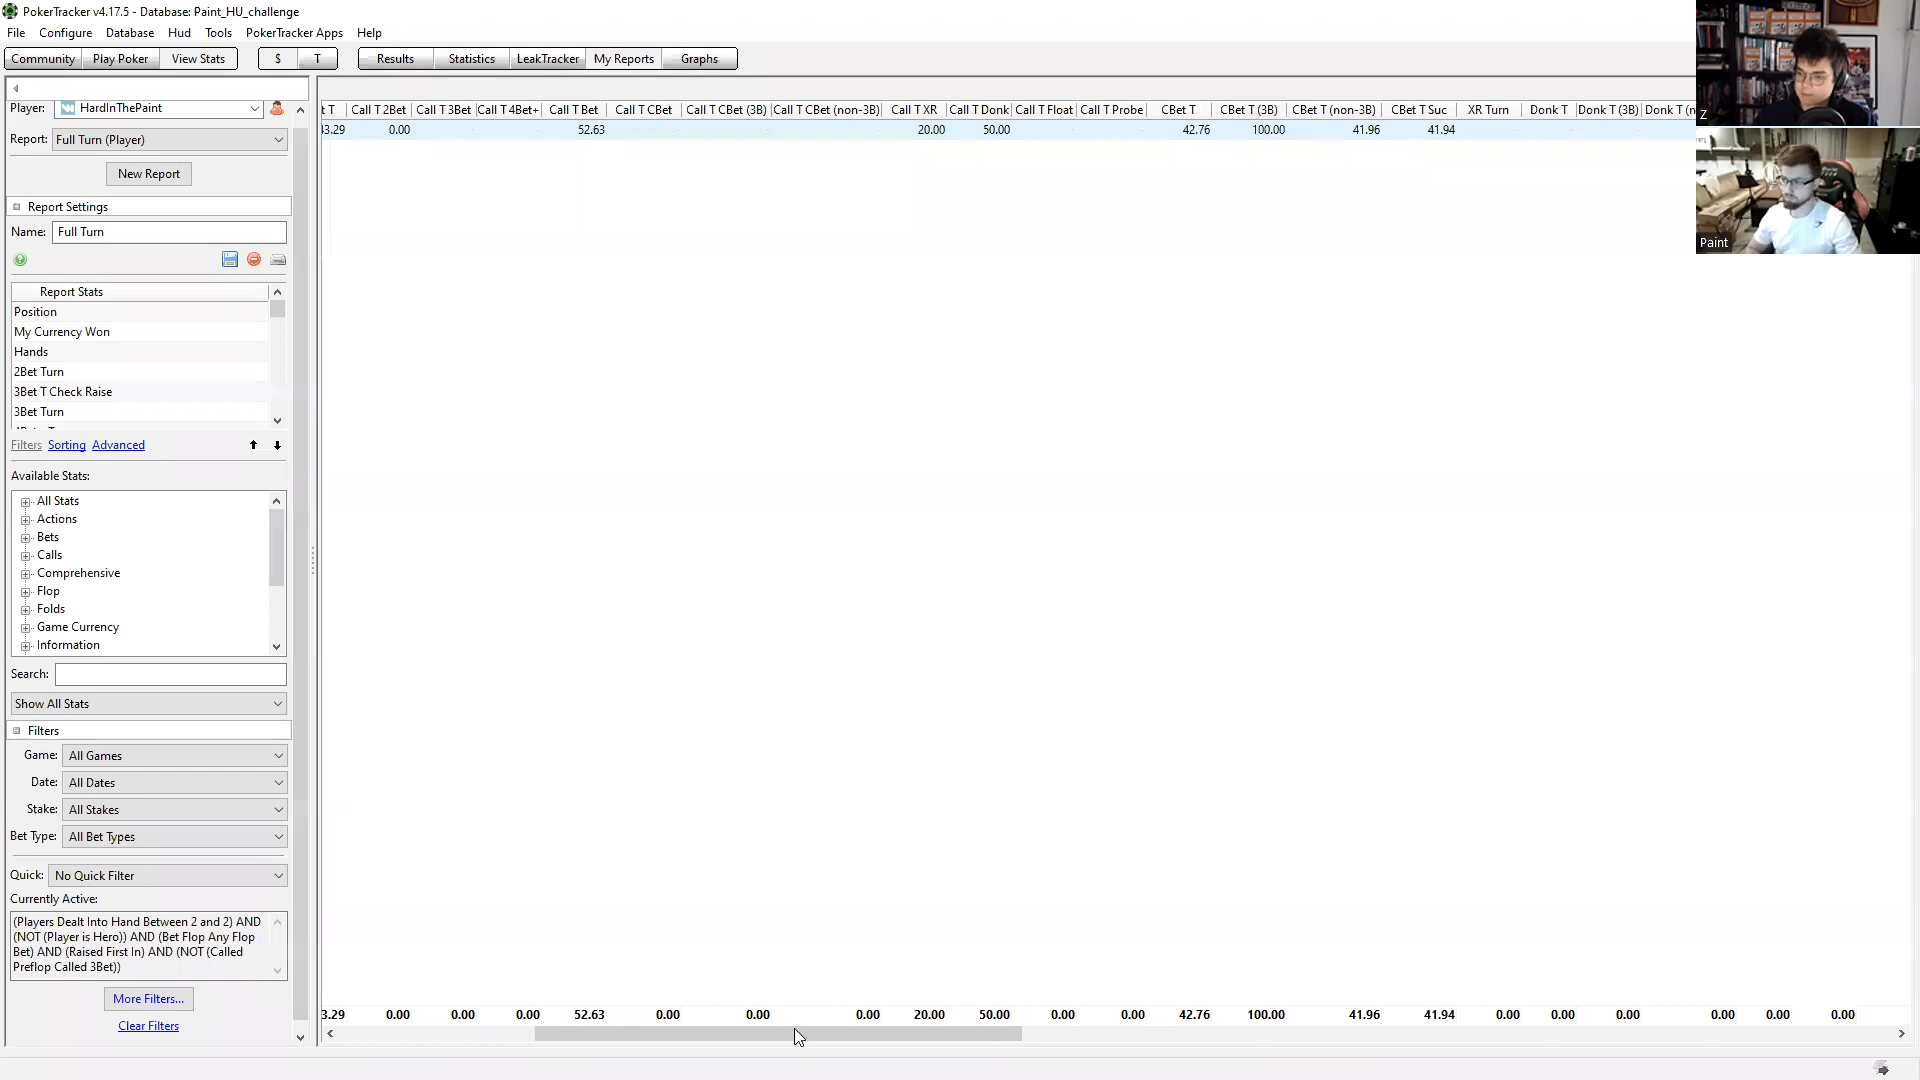 PokerTracker v4.17.5 - Database: Paint_HU_challenge
File Configure Database Hud Tools PokerTracker Apps Help
Community Play Poker View Stats $ T Results Statistics LeakTracker My Reports Graphs
Player: HardInThePaint
Report: Full Turn (Player)
New Report
Report Settings
Name: Full Turn
Report Stats
Position
My Currency Won
Hands
2Bet Turn
3Bet T Check Raise
3Bet Turn
Filters Sorting Advanced
Available Stats:
All Stats
Actions
Bets
Calls
Comprehensive
Flop
Folds
Game Currency
Information
Search:
Show All Stats
Filters
Game: All Games
Date: All Dates
Stake: All Stakes
Bet Type: All Bet Types
Quick: No Quick Filter
Currently Active:
(Players Dealt Into Hand Between 2 and 2) AND
(NOT (Player is Hero)) AND (Bet Flop Any Flop
Bet) AND (Raised First In) AND (NOT (Called
Preflop Called 3Bet))
More Filters...
Clear Filters
t T Call T 2Bet Call T 3Bet Call T 4Bet+ Call T Bet Call T CBet Call T CBet (3B) Call T CBet (non-3B) Call T XR Call T Donk Call T Float Call T Probe CBet T CBet T (3B) CBet T (non-3B) CBet T Suc XR Turn Donk T Donk T (3B) Donk T (n
3.29 0.00 52.63 20.00 50.00 42.76 100.00 41.96 41.94
3.29 0.00 0.00 0.00 52.63 0.00 0.00 0.00 20.00 50.00 0.00 0.00 42.76 100.00 41.96 41.94 0.00 0.00 0.00 0.00 0.00 0.00
Z
Paint